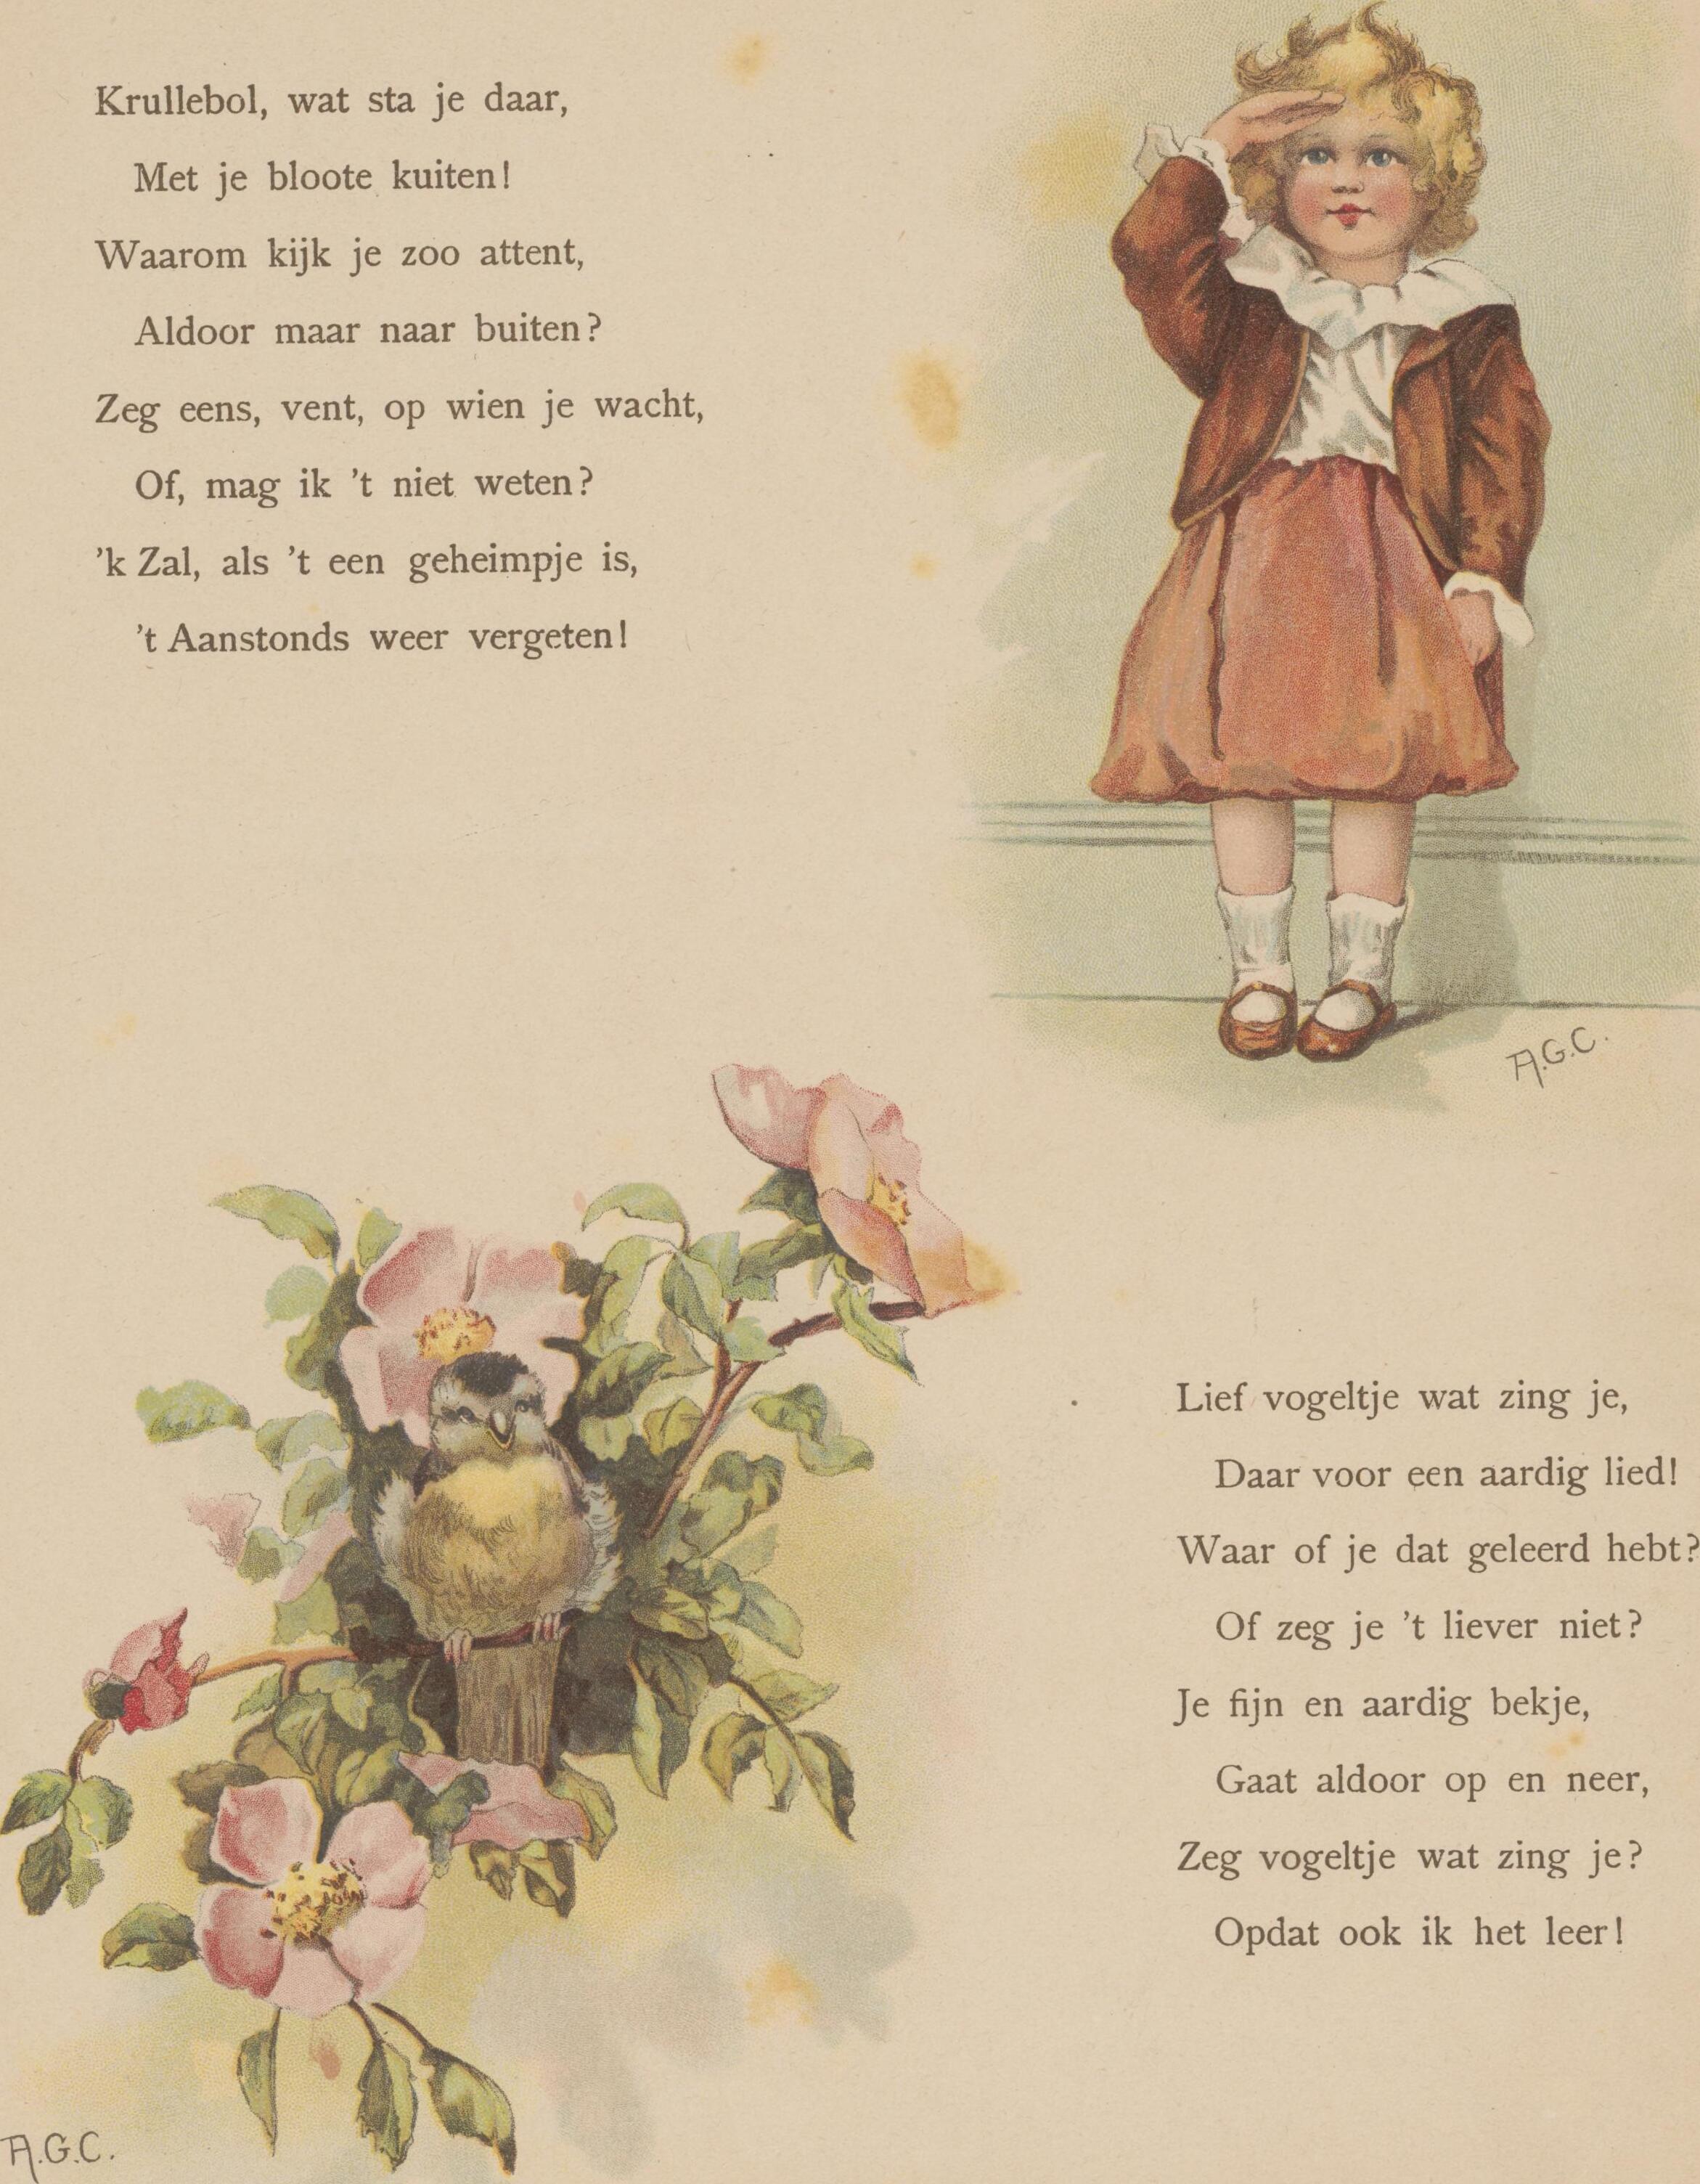 Krullebol, wat sta je daar,
Met je bloote kuiten!
Waarom kijk je zoo attent,
Aldoor maar naar buiten?
Zeg eens, vent, op wien je wacht,
Of, mag ik 't niet weten?
'k Zal, als 't een geheimpje is,
't Aanstonds weer vergeten!
A.G.C.
Lief vogeltje wat zing je,
Daar voor een aardig lied!
Waar of je dat geleerd hebt?
Of zeg je 't liever niet?
Je fijn en aardig bekje,
Gaat aldoor op en neer,
Zeg vogeltje wat zing je?
Opdat ook ik het leer!
A.G.C.